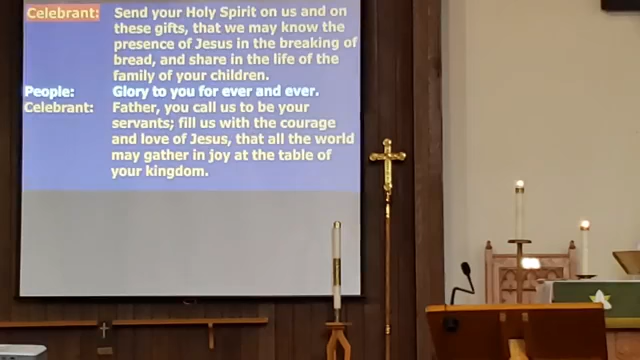 Celebrant: Send your Holy Spirit on us and on
these gifts, that we may know the
presence of Jesus in the breaking of
bread, and share in the life of the
family of your children.
People: Glory to you for ever and ever.
Celebrant: Father, you call us to be your
servants; fill us with the courage
and love of Jesus, that all the world
may gather in joy at the table of
your kingdom.